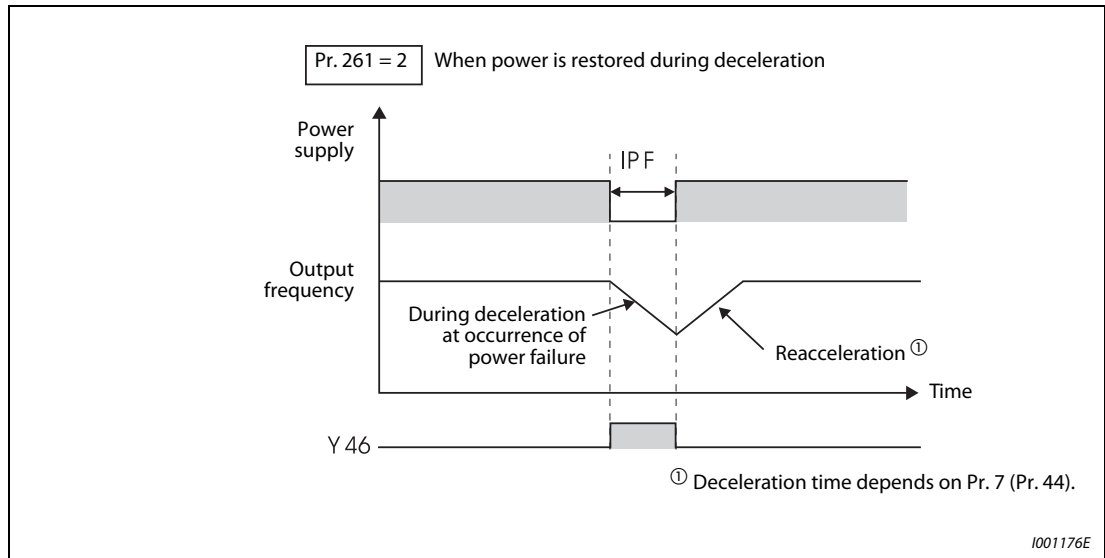 Pr. 261 = 2 When power is restored during deceleration
Power
supply
IPF
Output
frequency
During deceleration
at occurrence of
power failure
Reacceleration ①
Time
Y46
① Deceleration time depends on Pr. 7 (Pr. 44).
I001176E